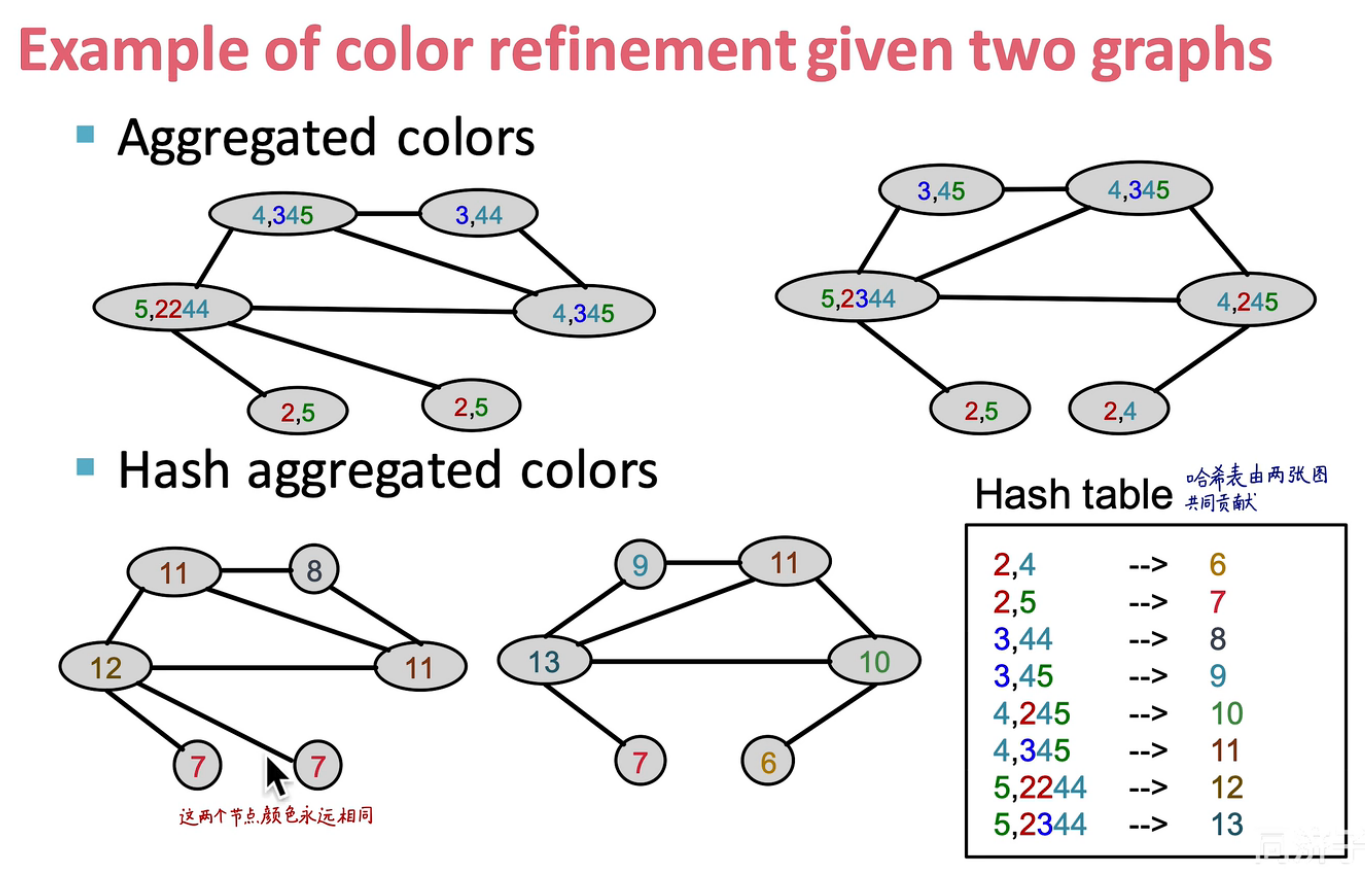 Example of color refinement given two graphs
Aggregated colors
4,345
3,44
5,2244
4,345
2,5
2,5
3,45
4,345
5,2344
4,245
2,5
2,4
Hash aggregated colors
11
8
12
11
7
7
这两个节点颜色永远相同
9
11
13
10
7
6
Hash table
哈希表由两张图
共同贡献
2,4 --> 6
2,5 --> 7
3,44 --> 8
3,45 --> 9
4,245 --> 10
4,345 --> 11
5,2244 --> 12
5,2344 --> 13